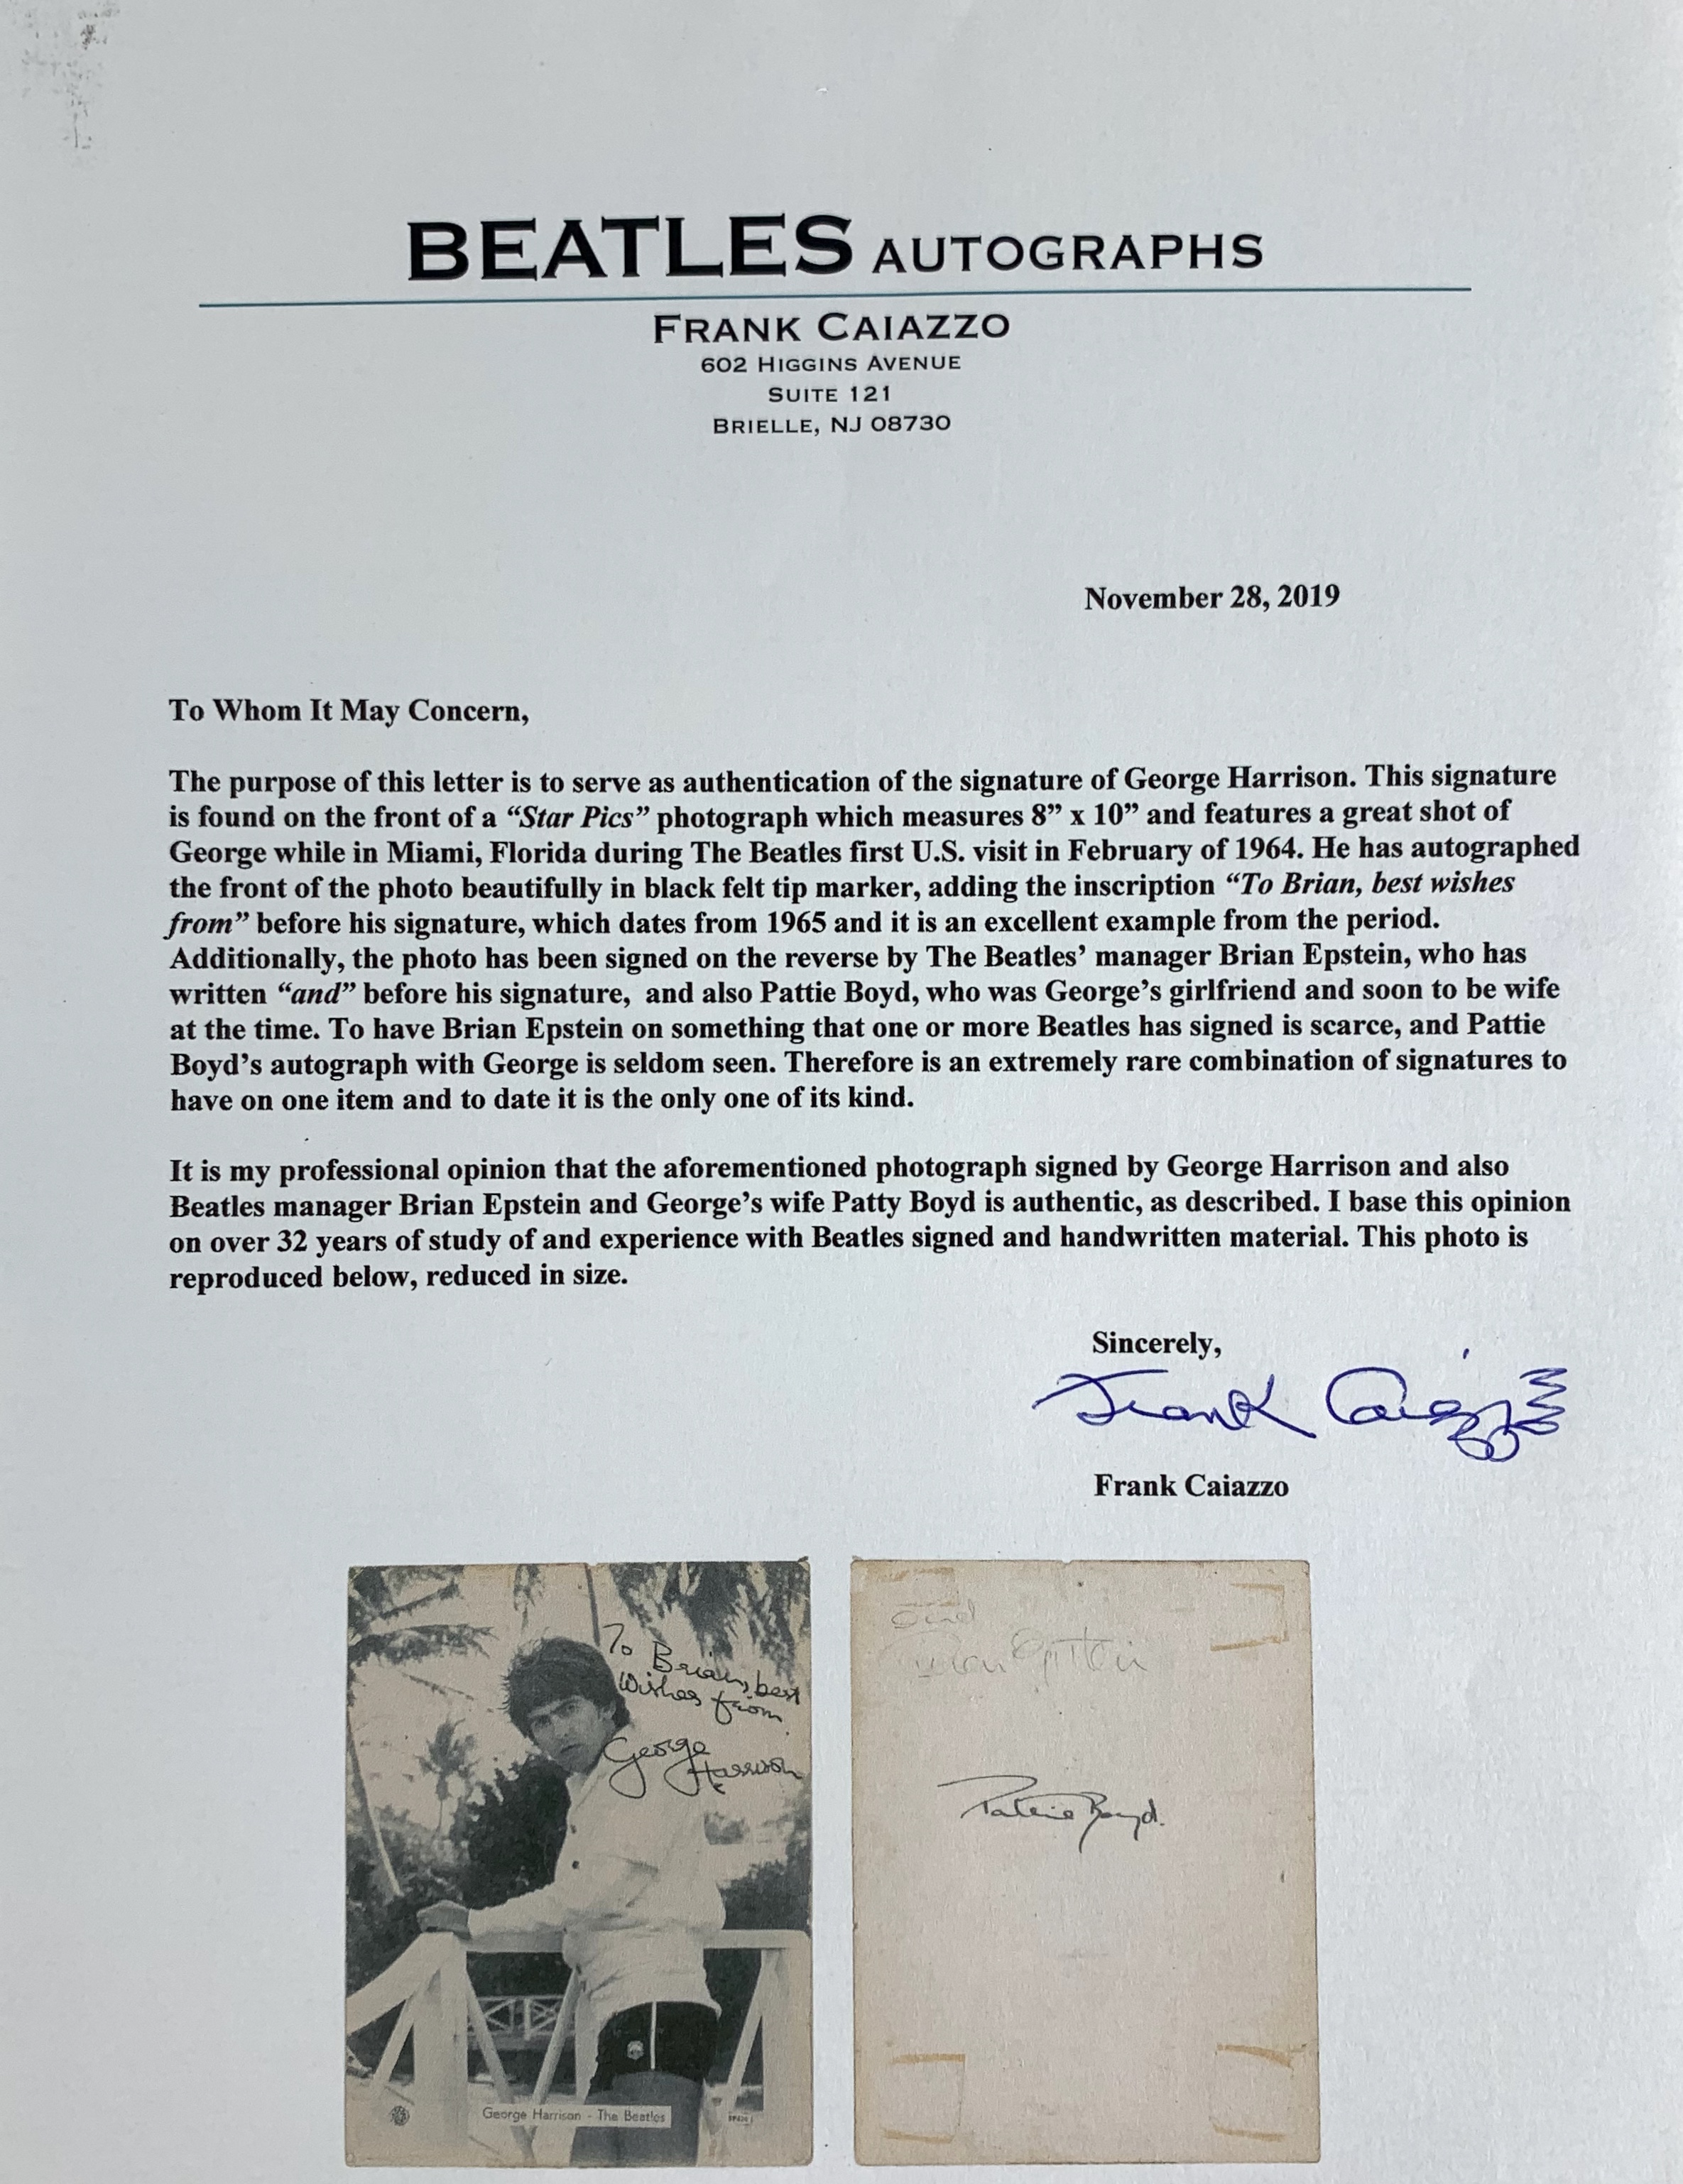 BEATLES AUTOGRAPHS
FRANK CAIAZZO
602 HIGGINS AVENUE
SUITE 121
BRIELLE, NJ 08730
November 28, 2019
To Whom It May Concern,
The purpose of this letter is to serve as authentication of the signature of George Harrison. This signature
is found on the front of a “Star Pics” photograph which measures 8” x 10” and features a great shot of
George while in Miami, Florida during The Beatles first U.S. visit in February of 1964. He has autographed
the front of the photo beautifully in black felt tip marker, adding the inscription “To Brian, best wishes
from” before his signature, which dates from 1965 and it is an excellent example from the period.
Additionally, the photo has been signed on the reverse by The Beatles’ manager Brian Epstein, who has
written “and” before his signature, and also Pattie Boyd, who was George’s girlfriend and soon to be wife
at the time. To have Brian Epstein on something that one or more Beatles has signed is scarce, and Pattie
Boyd’s autograph with George is seldom seen. Therefore is an extremely rare combination of signatures to
have on one item and to date it is the only one of its kind.
It is my professional opinion that the aforementioned photograph signed by George Harrison and also
Beatles manager Brian Epstein and George’s wife Patty Boyd is authentic, as described. I base this opinion
on over 32 years of study of and experience with Beatles signed and handwritten material. This photo is
reproduced below, reduced in size.
Sincerely,
Frank Caiazzo
Frank Caiazzo
To Brian, best
wishes from
George
Harrison
George Harrison - The Beatles
and
Brian Epstein
Pattie Boyd.